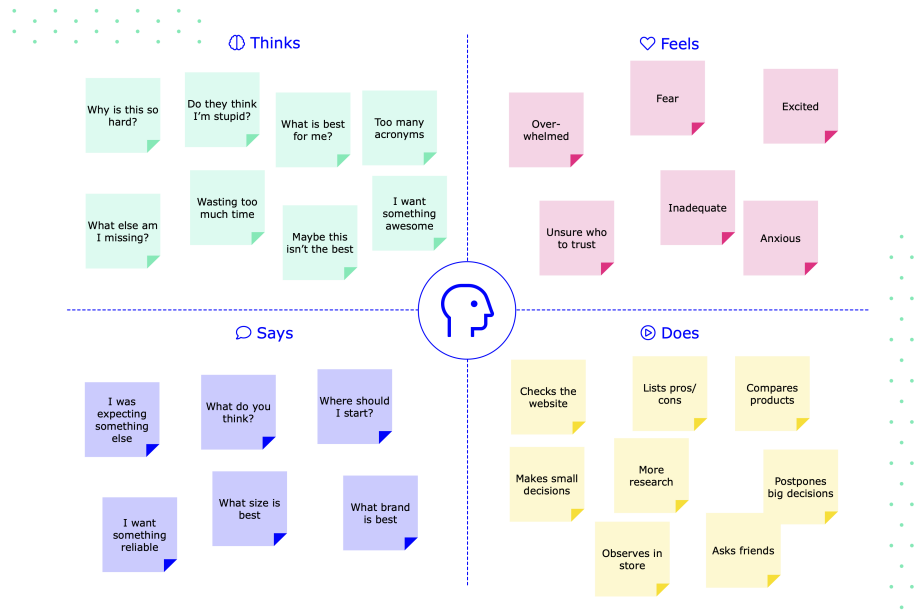 Thinks
Why is this so
hard?
Do they think
I’m stupid?
What is best
for me?
Too many
acronyms
What else am
I missing?
Wasting too
much time
Maybe this
isn’t the best
I want
something
awesome
Feels
Over-
whelmed
Fear
Excited
Unsure who
to trust
Inadequate
Anxious
Says
I was
expecting
something
else
What do you
think?
Where should
I start?
I want
something
reliable
What size is
best
What brand
is best
Does
Checks the
website
Lists pros/
cons
Compares
products
Makes small
decisions
More
research
Postpones
big decisions
Observes in
store
Asks friends